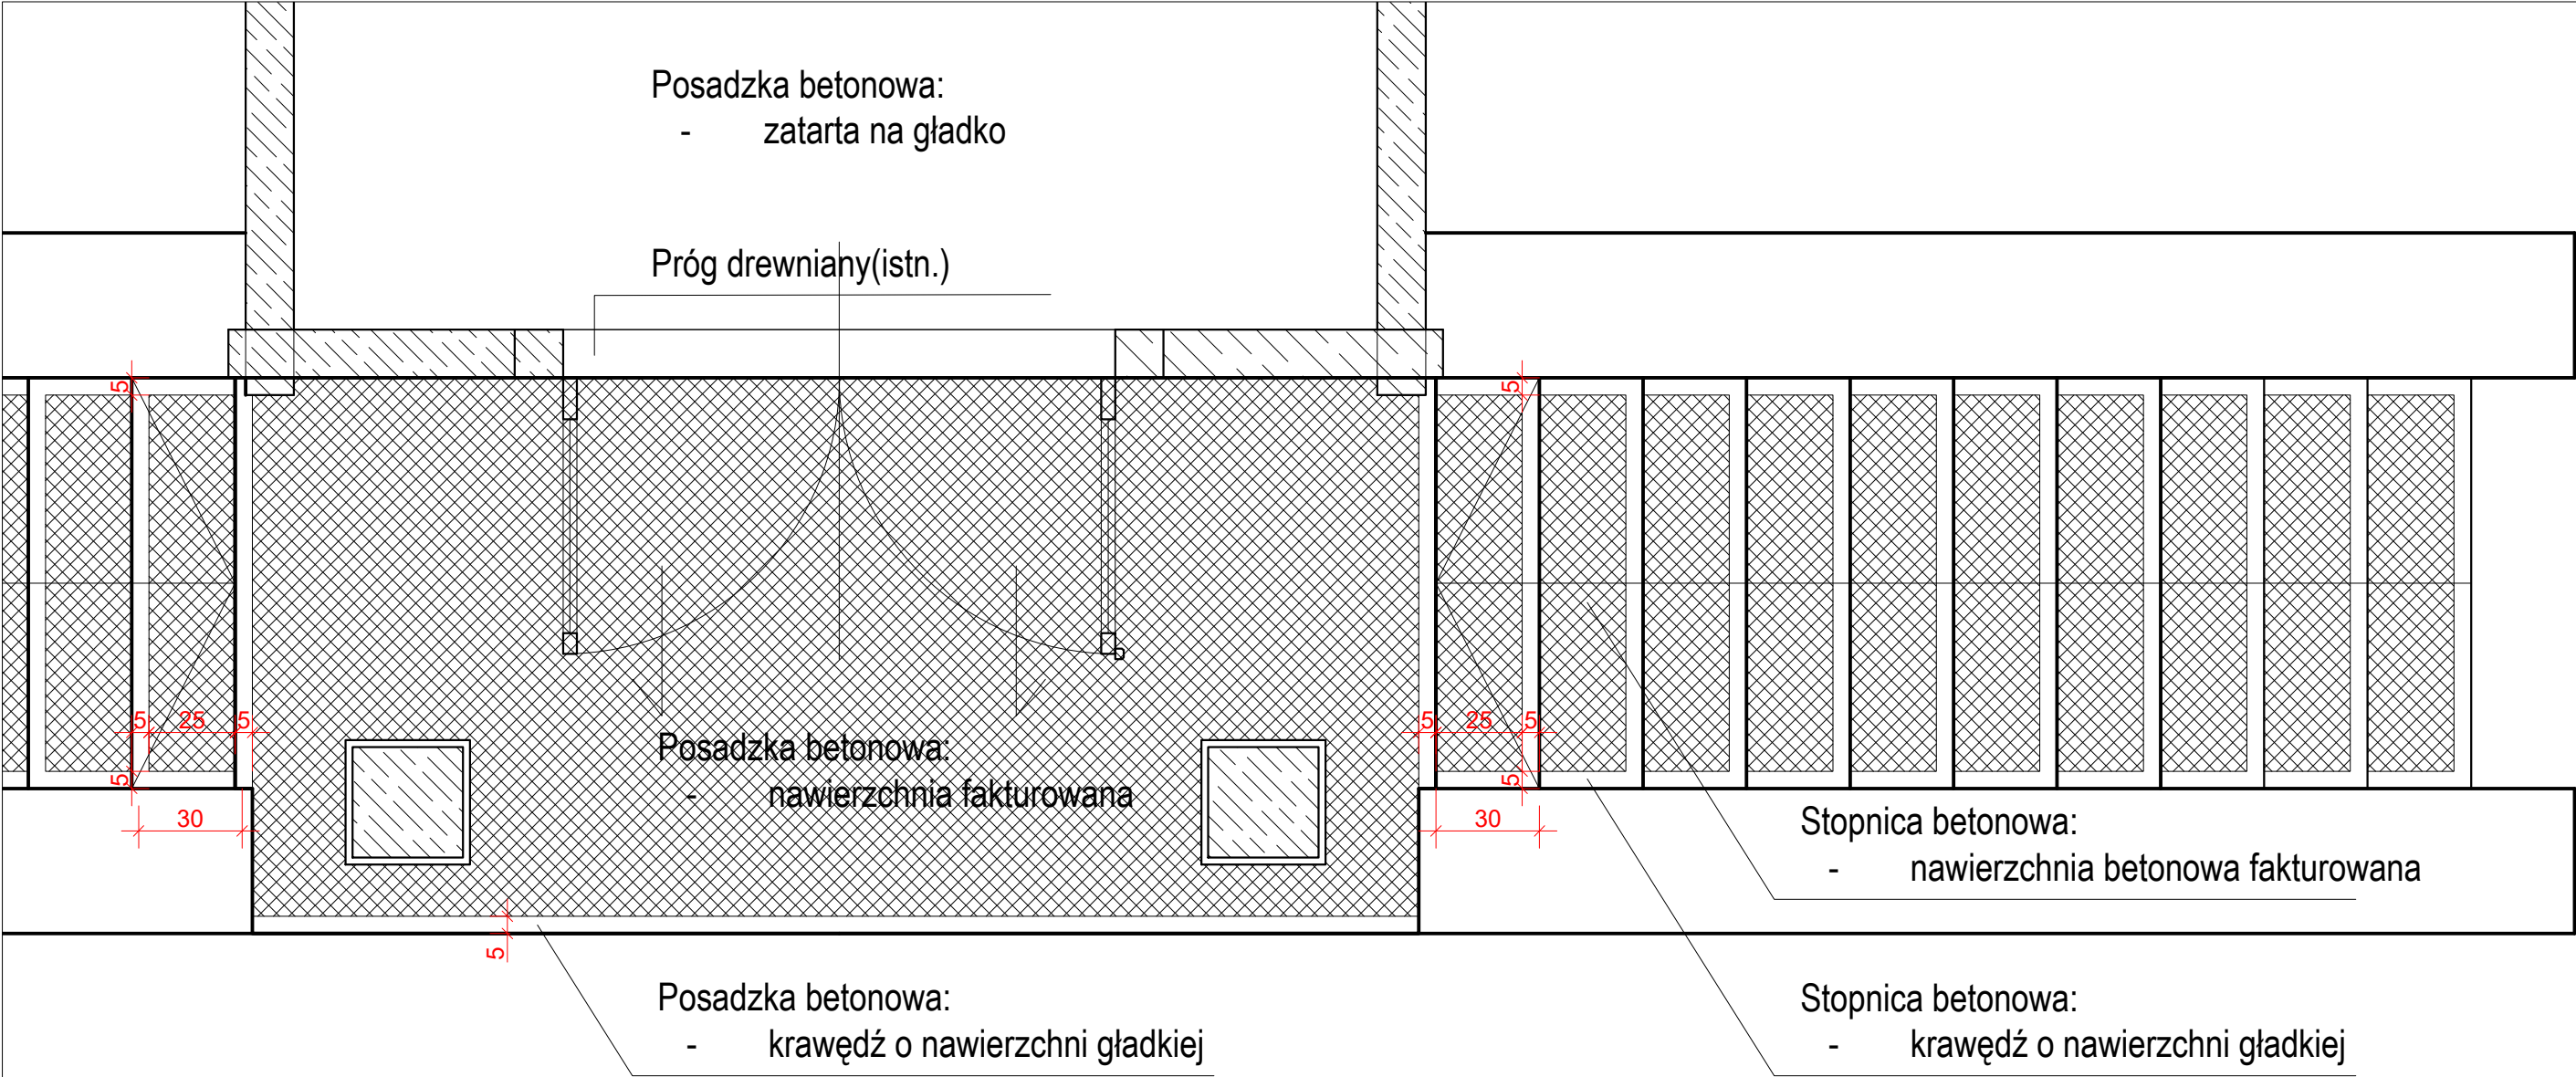 Posadzka betonowa:
- zatarta na gładko
Próg drewniany(istn.)
5
5
5 25 5
5 25 5
Posadzka betonowa:
- nawierzchnia fakturowana
5
5
30
30
Stopnica betonowa:
- nawierzchnia betonowa fakturowana
5
Posadzka betonowa:
- krawędź o nawierzchni gładkiej
Stopnica betonowa:
- krawędź o nawierzchni gładkiej